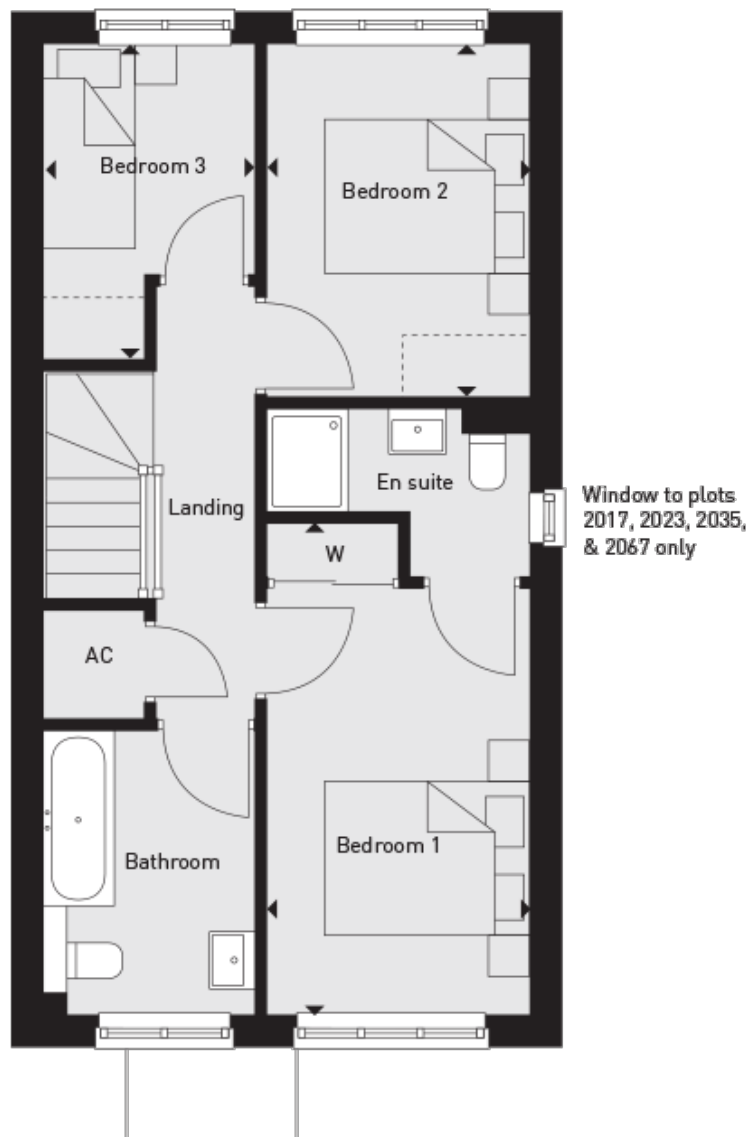 Bedroom 3
Bedroom 2
En suite
Landing
Window to plots
2017, 2023, 2035,
& 2067 only
W
AC
Bedroom 1
Bathroom